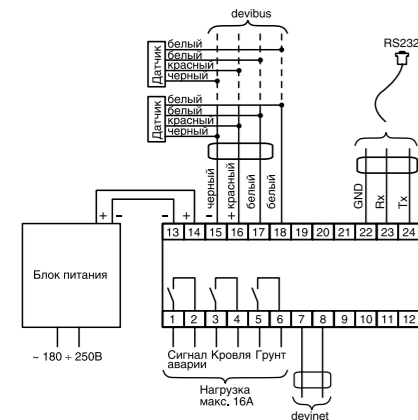 devibus
RS232
Датчик
белый
белый
красный
черный
Датчик
белый
белый
красный
черный
- черный
+ красный
белый
белый
GND
Rx
Tx
+ - - +
13 14 15 16 17 18 19 20 21 22 23 24
Блок питания
1 2 3 4 5 6 7 8 9 10 11 12
~ 180 ÷ 250В
Сигнал Кровля Грунт
аварии
Нагрузка
макс. 16А
devinet